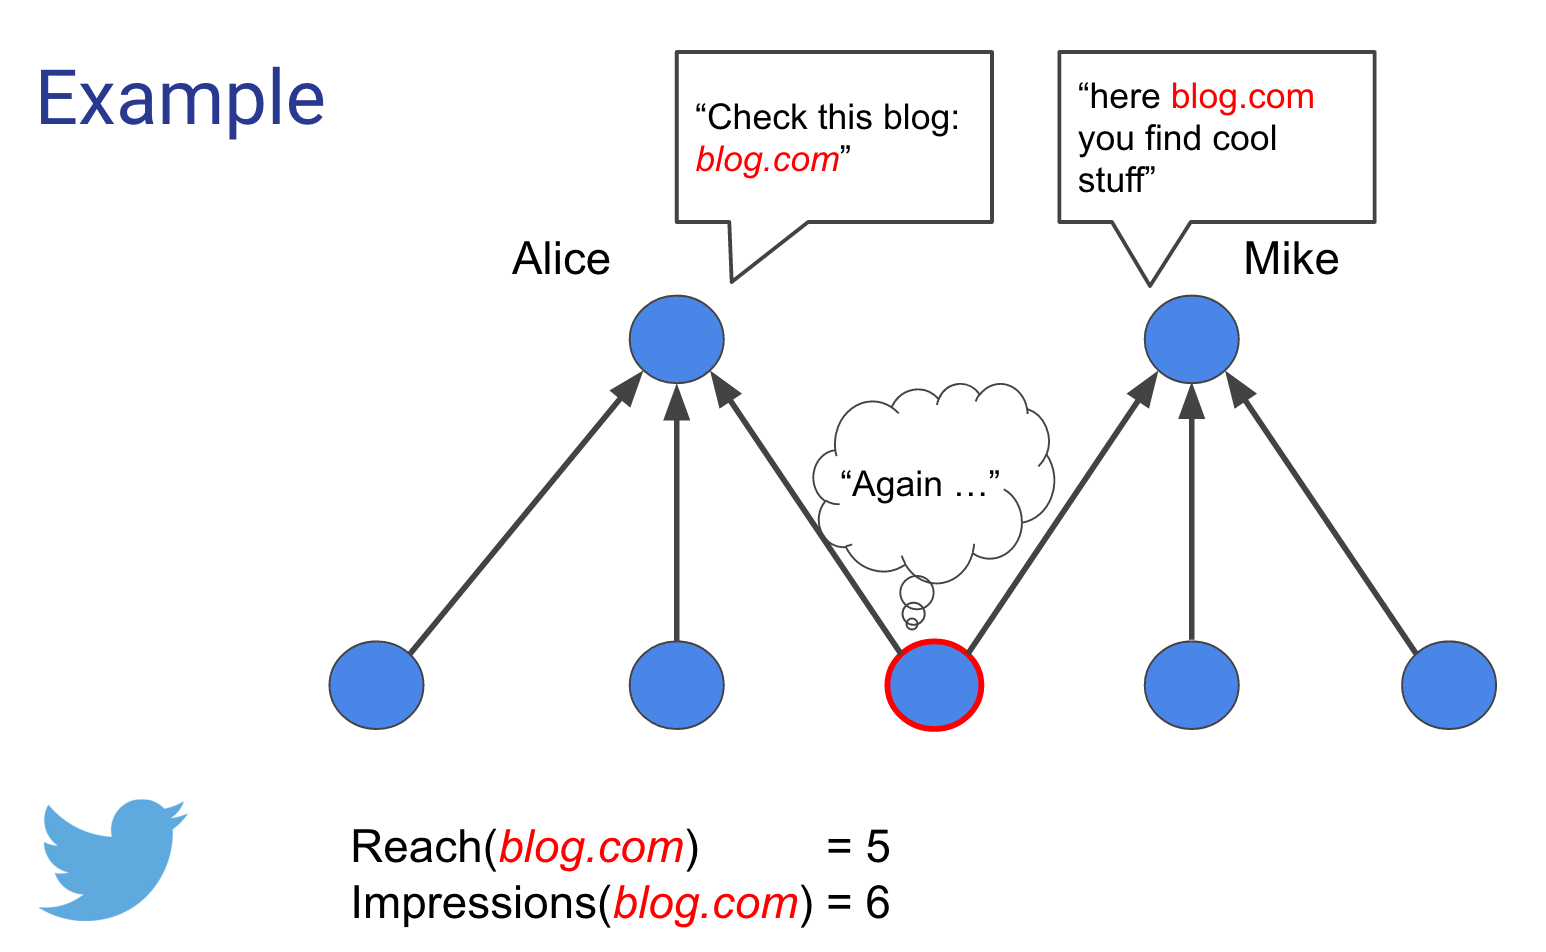 Example
“Check this blog:
blog.com”
“here blog.com
you find cool
stuff”
Alice
Mike
“Again …”
Reach(blog.com) = 5
Impressions(blog.com) = 6